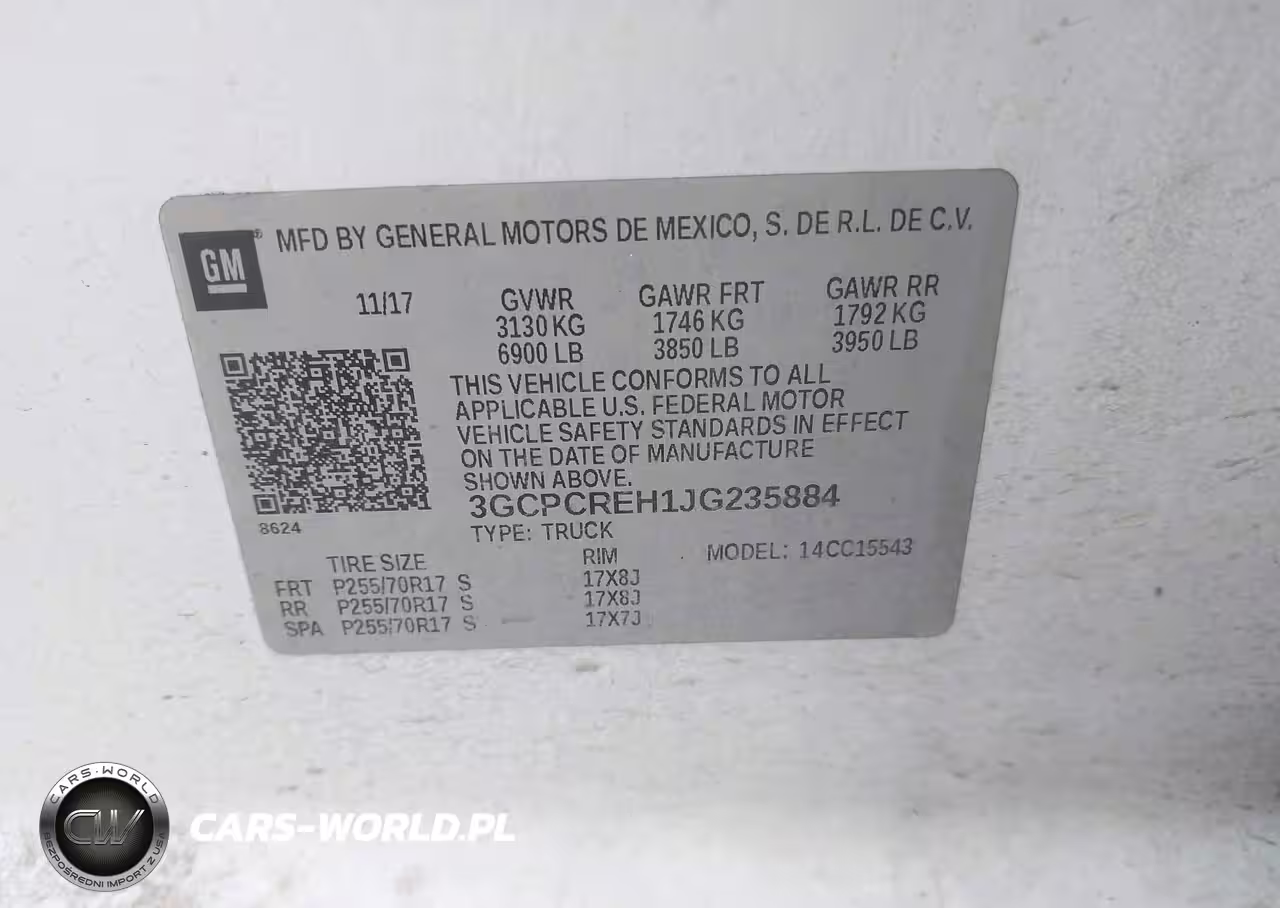 GM®
MFD BY GENERAL MOTORS DE MEXICO, S. DE R.L. DE C.V.
11/17 GVWR GAWR FRT GAWR RR
3130 KG 1746 KG 1792 KG
6900 LB 3850 LB 3950 LB
THIS VEHICLE CONFORMS TO ALL
APPLICABLE U.S. FEDERAL MOTOR
VEHICLE SAFETY STANDARDS IN EFFECT
ON THE DATE OF MANUFACTURE
SHOWN ABOVE.
3GCPCREH1JG235884
8624
TYPE: TRUCK
TIRE SIZE RIM MODEL: 14CC15543
FRT P255/70R17 S 17X8J
RR P255/70R17 S 17X8J
SPA P255/70R17 S 17X7J
CARS-WORLD
CW
BEZPOŚREDNI IMPORT Z USA
CARS-WORLD.PL